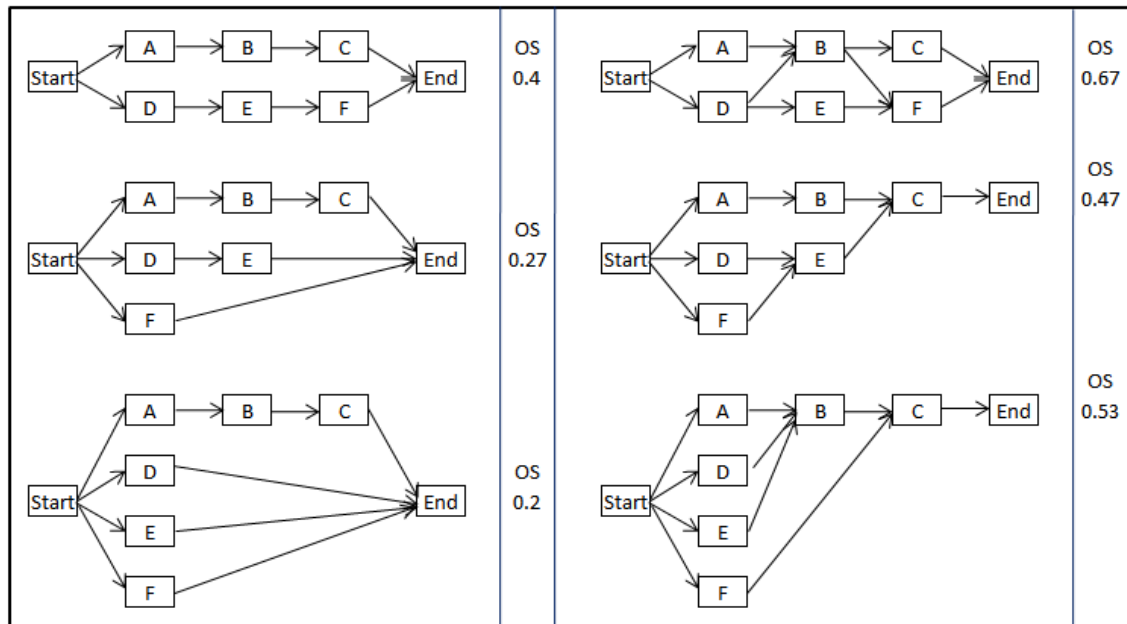 A B C
OS
Start End
0.4
D E F
A B C
OS
Start D E End
0.27
F
A B C
D
OS
Start End
0.2
E
F
A B C
OS
Start End
0.67
D E F
OS
A B C End
0.47
Start D E
F
OS
A B C End
0.53
D
Start
E
F